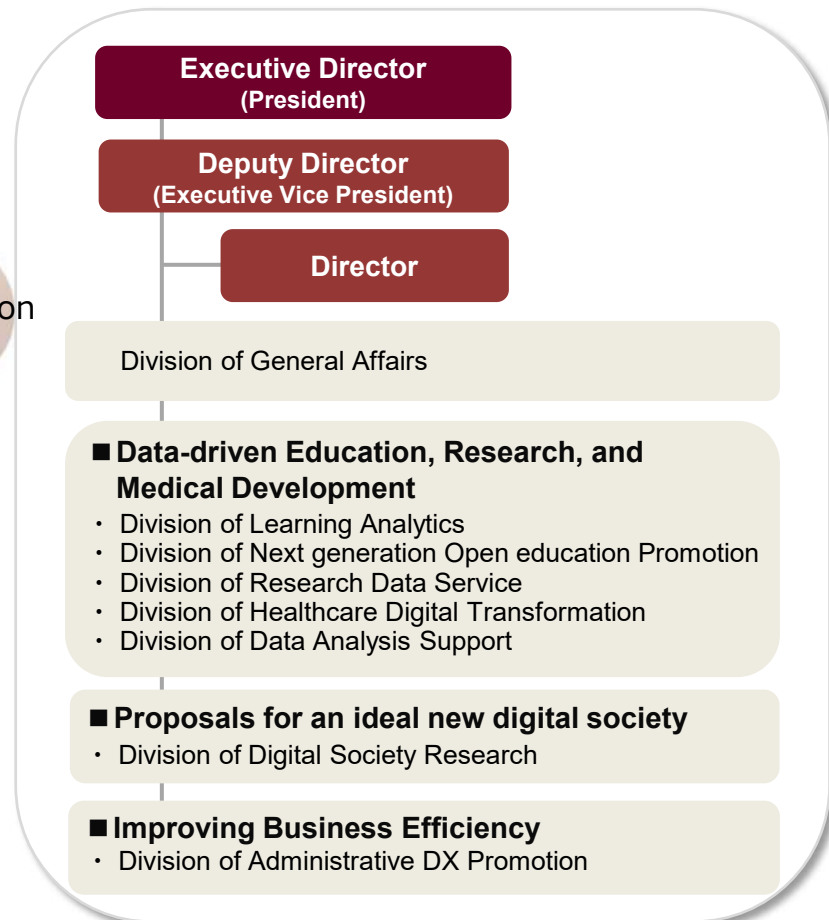 Executive Director
(President)
Deputy Director
(Executive Vice President)
Director
on
Division of General Affairs
■ Data-driven Education, Research, and
Medical Development
・ Division of Learning Analytics
・ Division of Next generation Open education Promotion
・ Division of Research Data Service
・ Division of Healthcare Digital Transformation
・ Division of Data Analysis Support
■ Proposals for an ideal new digital society
・ Division of Digital Society Research
■ Improving Business Efficiency
・ Division of Administrative DX Promotion